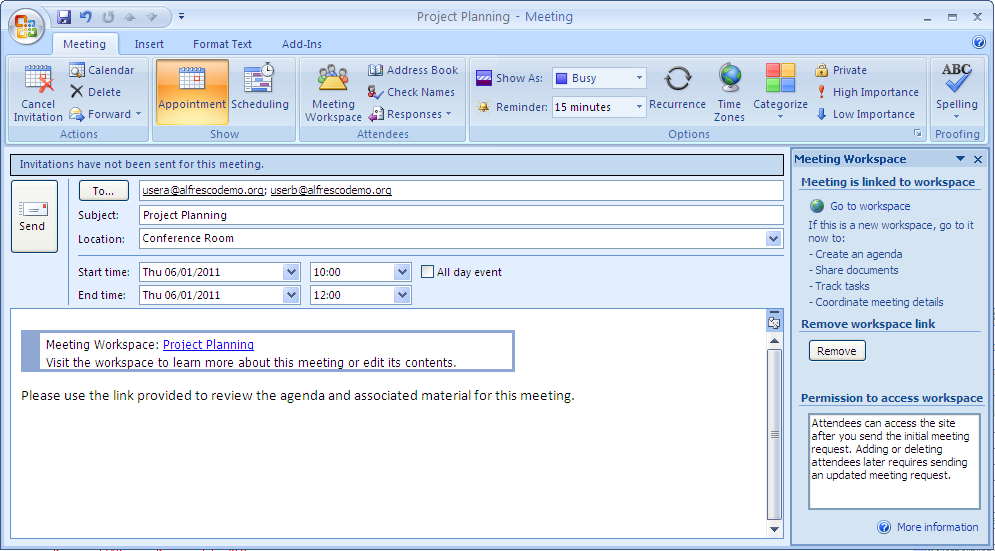 Project Planning - Meeting
Meeting
Insert
Format Text
Add-Ins
Cancel Invitation
Calendar
Delete
Forward
Actions
Appointment
Scheduling
Show
Meeting Workspace
Address Book
Check Names
Responses
Attendees
Show As: Busy
Reminder: 15 minutes
Recurrence
Time Zones
Categorize
Private
High Importance
Low Importance
Options
ABC
Spelling
Proofing
Invitations have not been sent for this meeting.
Send
To... usera@alfrescodemo.org; userb@alfrescodemo.org
Subject: Project Planning
Location: Conference Room
Start time: Thu 06/01/2011 10:00 All day event
End time: Thu 06/01/2011 12:00
Meeting Workspace: Project Planning
Visit the workspace to learn more about this meeting or edit its contents.
Please use the link provided to review the agenda and associated material for this meeting.
Meeting Workspace
Meeting is linked to workspace
Go to workspace
If this is a new workspace, go to it
now to:
- Create an agenda
- Share documents
- Track tasks
- Coordinate meeting details
Remove workspace link
Remove
Permission to access workspace
Attendees can access the site
after you send the initial meeting
request. Adding or deleting
attendees later requires sending
an updated meeting request.
More information